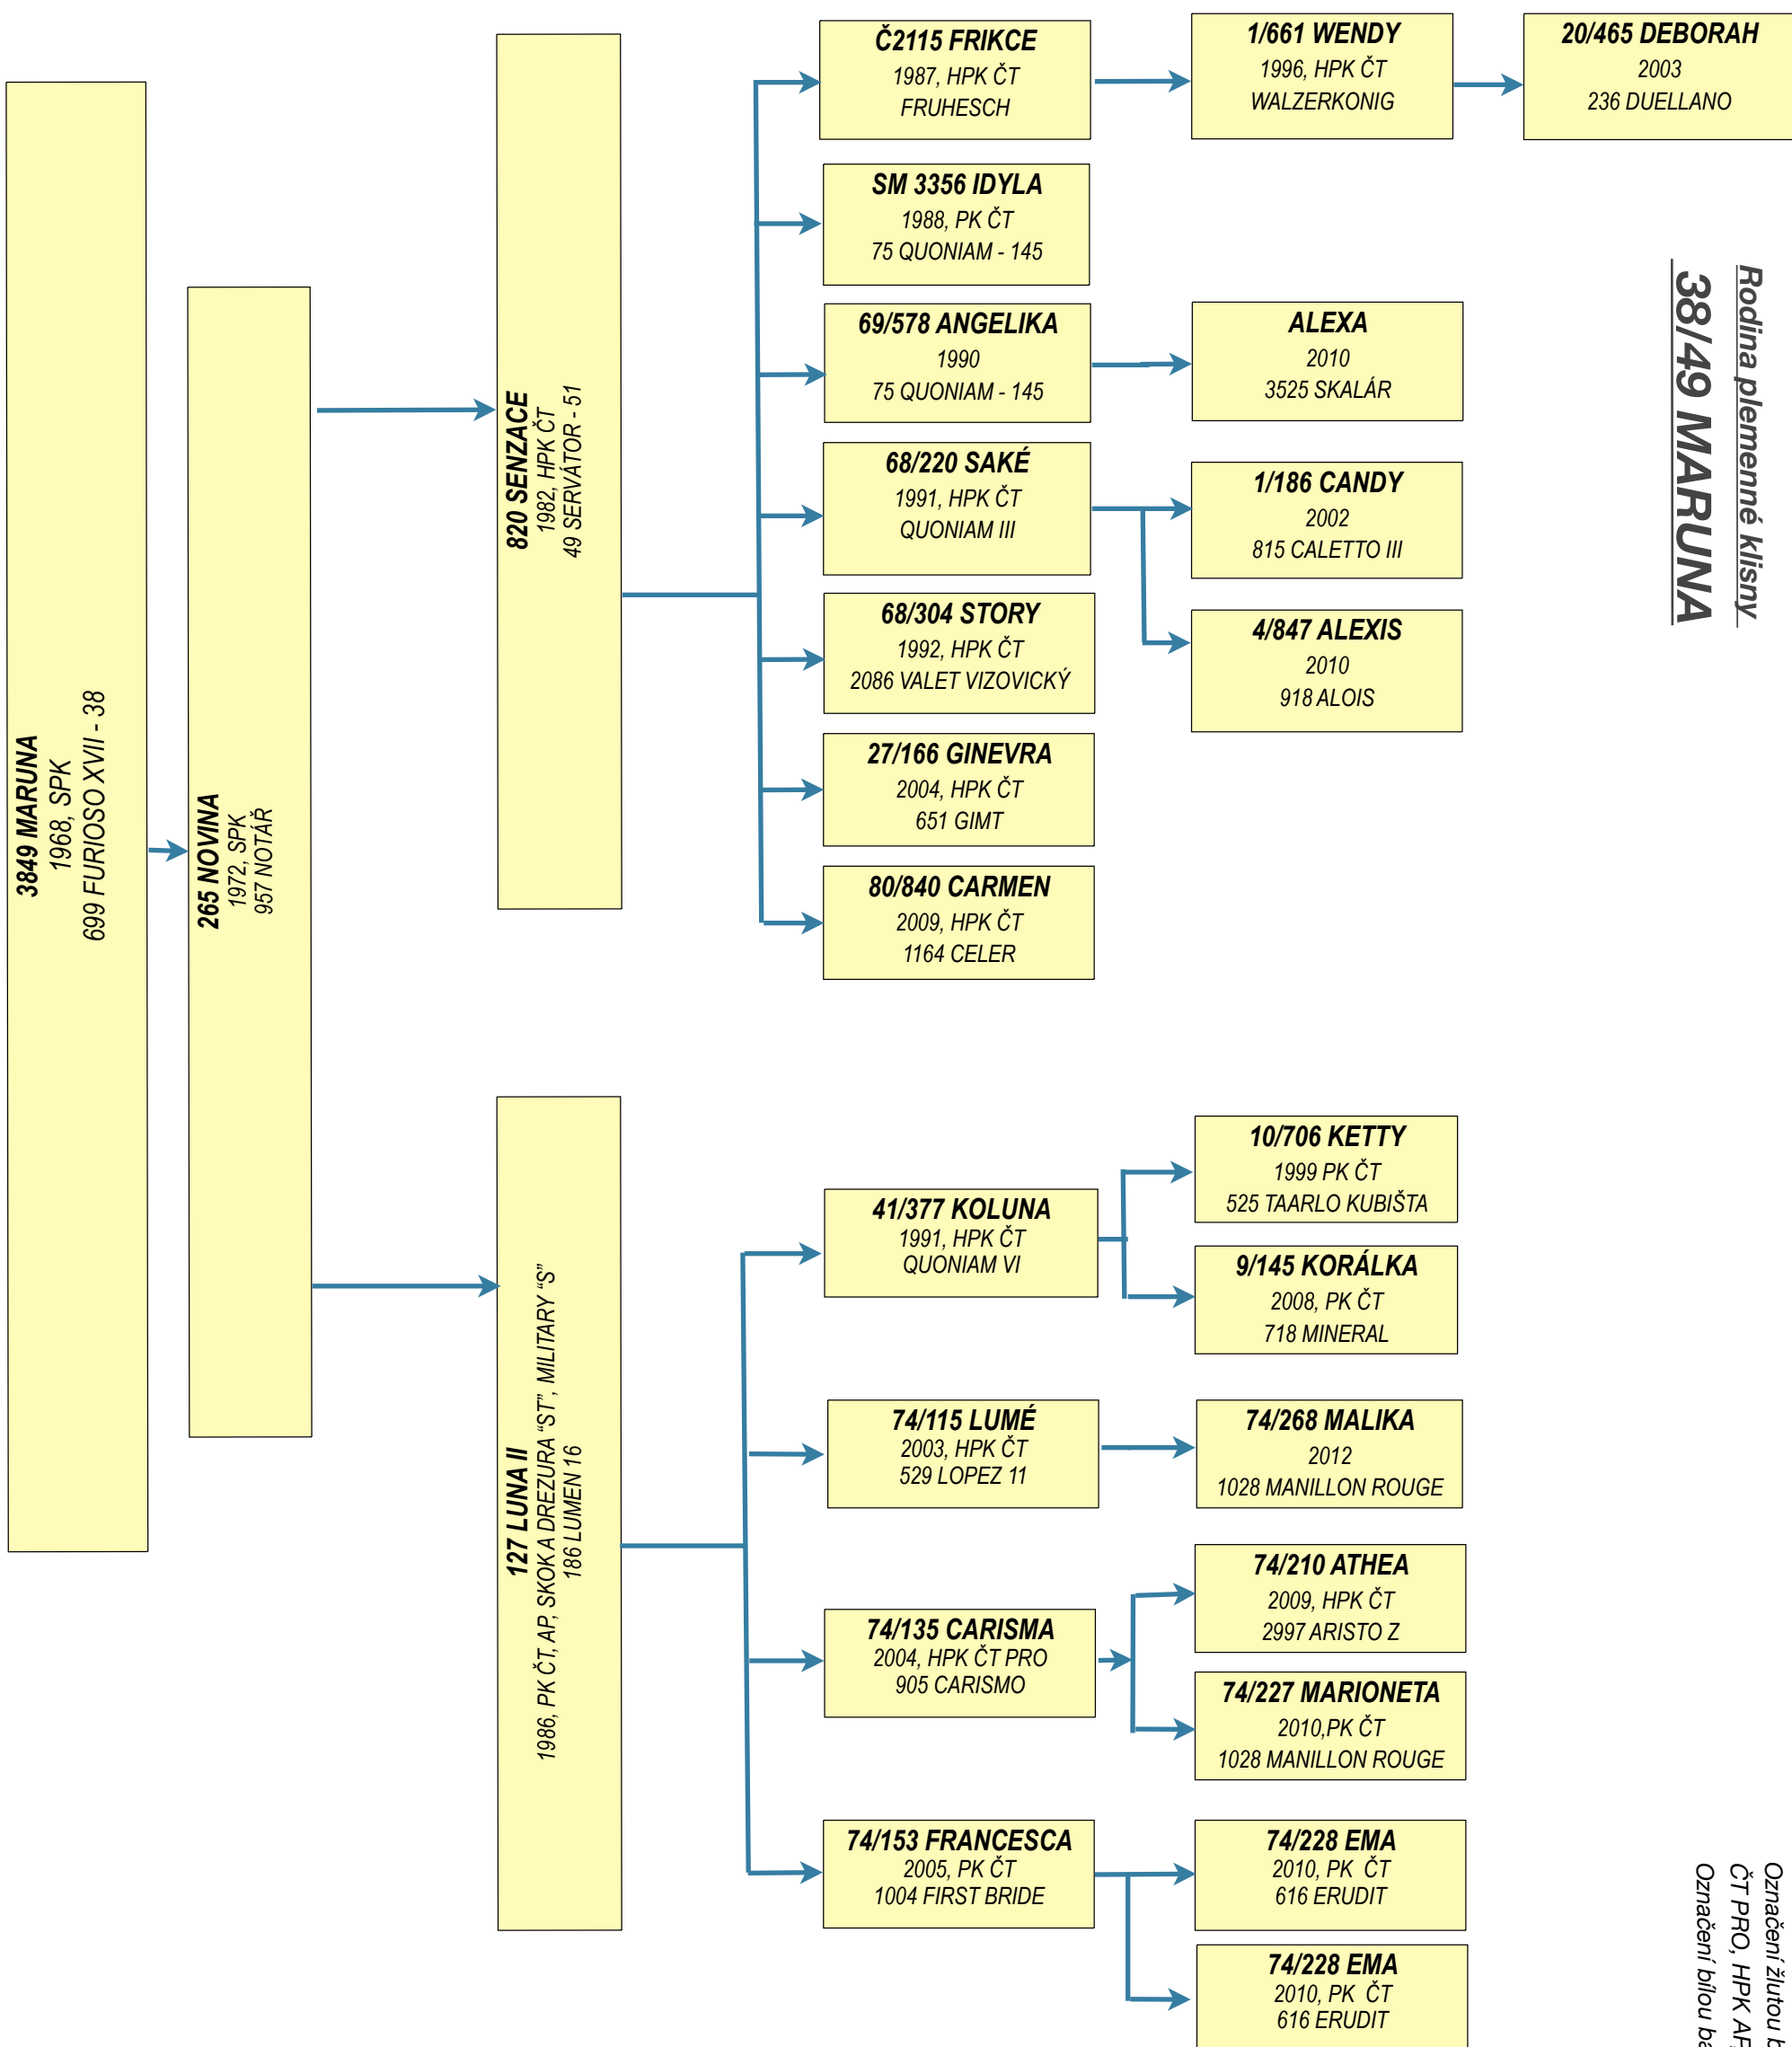 Rodina plemenné klisny
38/49 MARUNA
3849 MARUNA
1968, SPK
699 FURIOSO XVII - 38
265 NOVINA
1972, SPK
957 NOTÁŘ
820 SENZACE
1982, HPK ČT
49 SERVÁTOR - 51
Č2115 FRIKCE
1987, HPK ČT
FRUHESCH
1/661 WENDY
1996, HPK ČT
WALZERKONIG
20/465 DEBORAH
2003
236 DUELLANO
SM 3356 IDYLA
1988, PK ČT
75 QUONIAM - 145
69/578 ANGELIKA
1990
75 QUONIAM - 145
ALEXA
2010
3525 SKALÁR
68/220 SAKÉ
1991, HPK ČT
QUONIAM III
1/186 CANDY
2002
815 CALETTO III
4/847 ALEXIS
2010
918 ALOIS
68/304 STORY
1992, HPK ČT
2086 VALET VIZOVICKÝ
27/166 GINEVRA
2004, HPK ČT
651 GIMT
80/840 CARMEN
2009, HPK ČT
1164 CELER
127 LUNA II
1986, PK ČT, AP, SKOK A DREZURA “ST”, MILITARY “S”
186 LUMEN 16
41/377 KOLUNA
1991, HPK ČT
QUONIAM VI
10/706 KETTY
1999 PK ČT
525 TAARLO KUBIŠTA
9/145 KORÁLKA
2008, PK ČT
718 MINERAL
74/115 LUMÉ
2003, HPK ČT
529 LOPEZ 11
74/268 MALIKA
2012
1028 MANILLON ROUGE
74/135 CARISMA
2004, HPK ČT PRO
905 CARISMO
74/210 ATHEA
2009, HPK ČT
2997 ARISTO Z
74/227 MARIONETA
2010,PK ČT
1028 MANILLON ROUGE
74/153 FRANCESCA
2005, PK ČT
1004 FIRST BRIDE
74/228 EMA
2010, PK ČT
616 ERUDIT
74/228 EMA
2010, PK ČT
616 ERUDIT
Označení žlutou
ČT PRO, HPK
Označení bílou